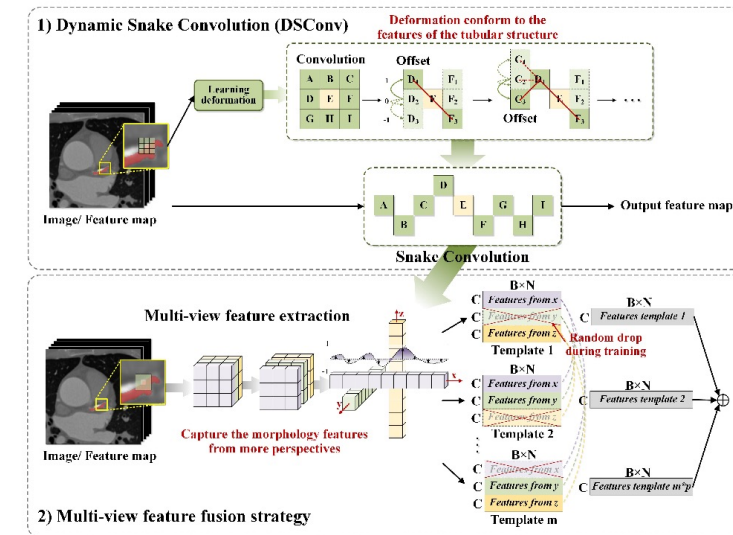 1) Dynamic Snake Convolution (DSConv)
Deformation conform to the
features of the tubular structure
Learning
deformation
Convolution
A B C
D E F
G H I
Offset
1
0
-1
D₁ F₁
D₂ E F₂
D₃ F₃
C₁ F₁
C₂ D₁ F₂
C₃ E F₃
Offset
...
Image/ Feature map
A B C D E F G H I
Output feature map
Snake Convolution
Multi-view feature extraction
Image/ Feature map
Capture the morphology features
from more perspectives
z
1
-1
x
y
B×N
C Features from x
C Features from y
C Features from z
Template 1
Random drop
during training
B×N
C Features from x
C Features from y
C Features from z
Template 2
B×N
C Features from x
C Features from y
C Features from z
Template m
B×N
C Features template 1
B×N
C Features template 2
B×N
C Features template m*p
2) Multi-view feature fusion strategy